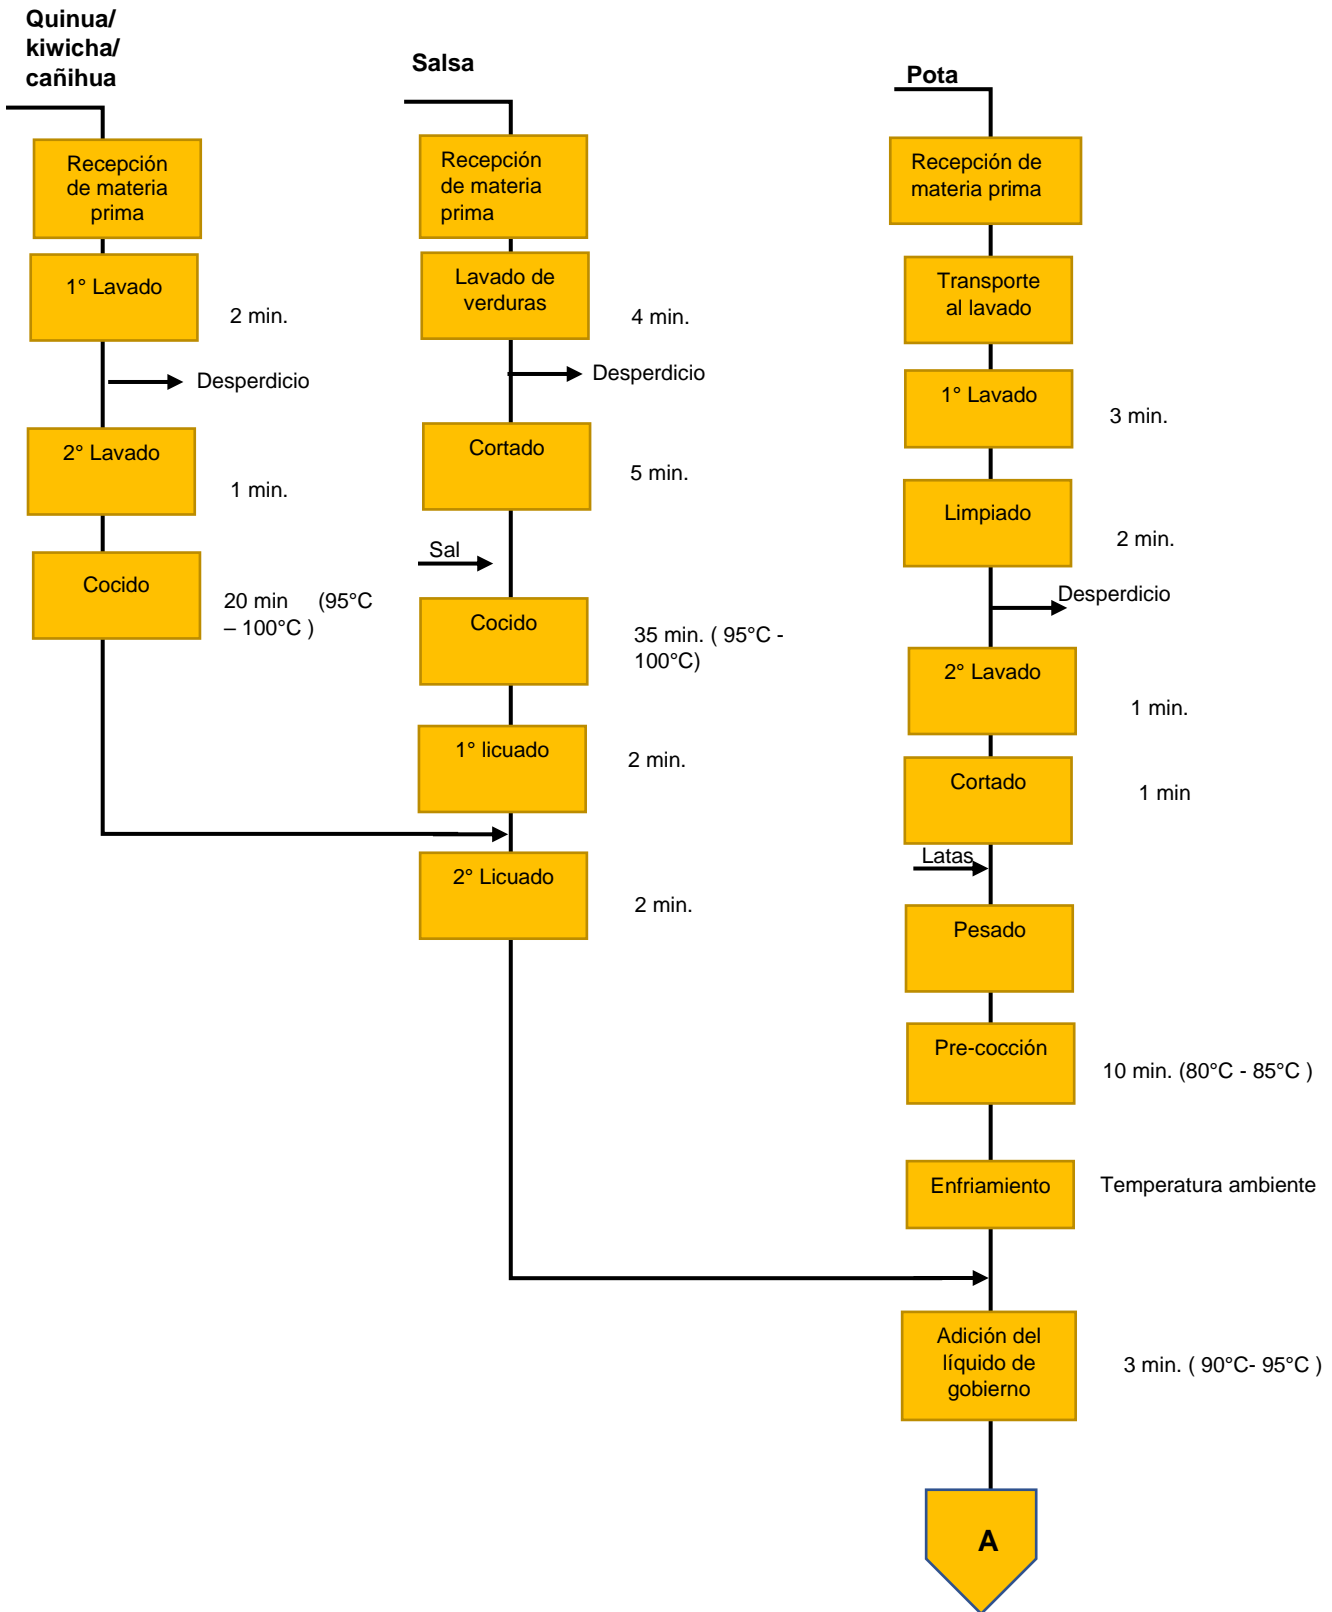 Quinua/
kiwicha/
cañihua
Recepción
de materia
prima
1° Lavado
2 min.
Desperdicio
2° Lavado
1 min.
Cocido
20 min (95°C
– 100°C )
Salsa
Recepción
de materia
prima
Lavado de
verduras
4 min.
Desperdicio
Cortado
5 min.
Sal
Cocido
35 min. ( 95°C -
100°C)
1° licuado
2 min.
2° Licuado
2 min.
Pota
Recepción de
materia prima
Transporte
al lavado
1° Lavado
3 min.
Limpiado
2 min.
Desperdicio
2° Lavado
1 min.
Cortado
1 min
Latas
Pesado
Pre-cocción
10 min. (80°C - 85°C )
Enfriamiento
Temperatura ambiente
Adición del
líquido de
gobierno
3 min. ( 90°C- 95°C )
A